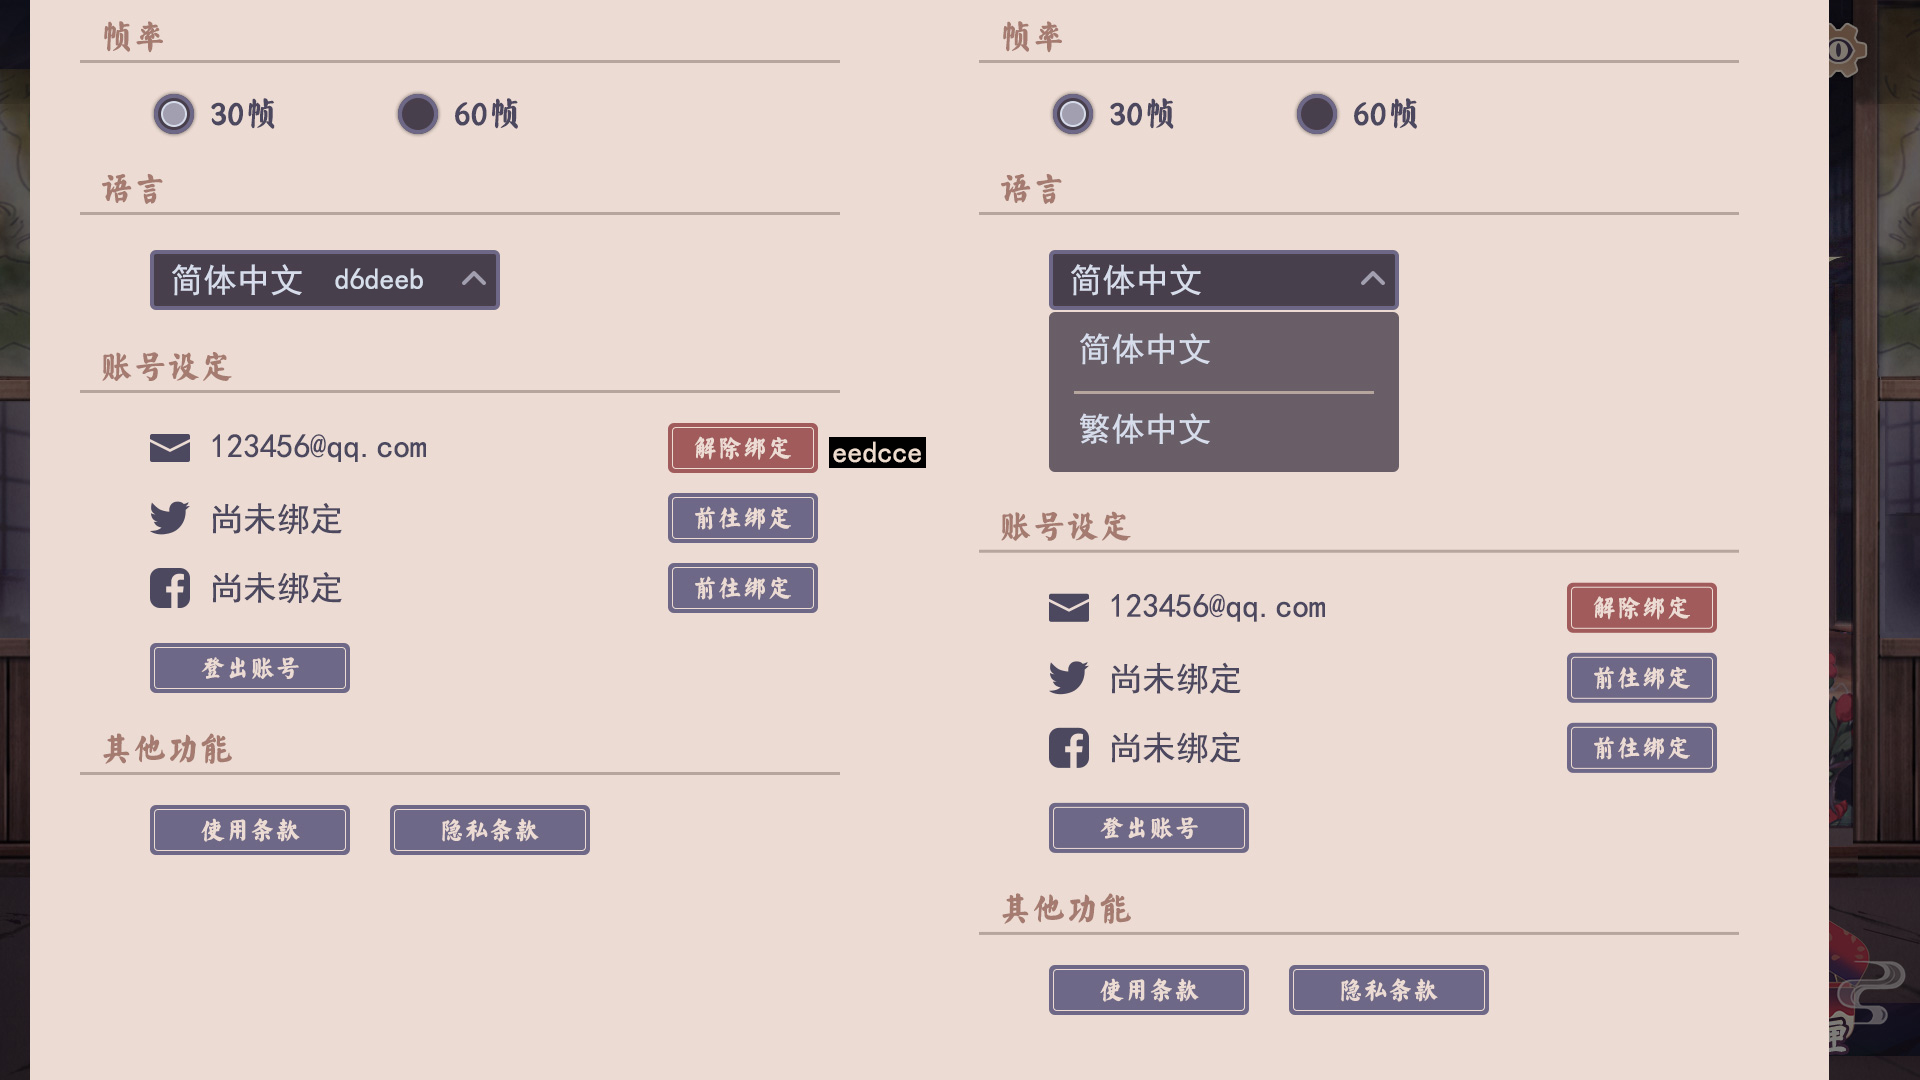 帧率
30帧 60帧
语言
简体中文 d6deeb
账号设定
123456@qq.com 解除绑定 eedcce
尚未绑定 前往绑定
尚未绑定 前往绑定
登出账号
其他功能
使用条款 隐私条款
帧率
30帧 60帧
语言
简体中文
简体中文
繁体中文
账号设定
123456@qq.com 解除绑定
尚未绑定 前往绑定
尚未绑定 前往绑定
登出账号
其他功能
使用条款 隐私条款